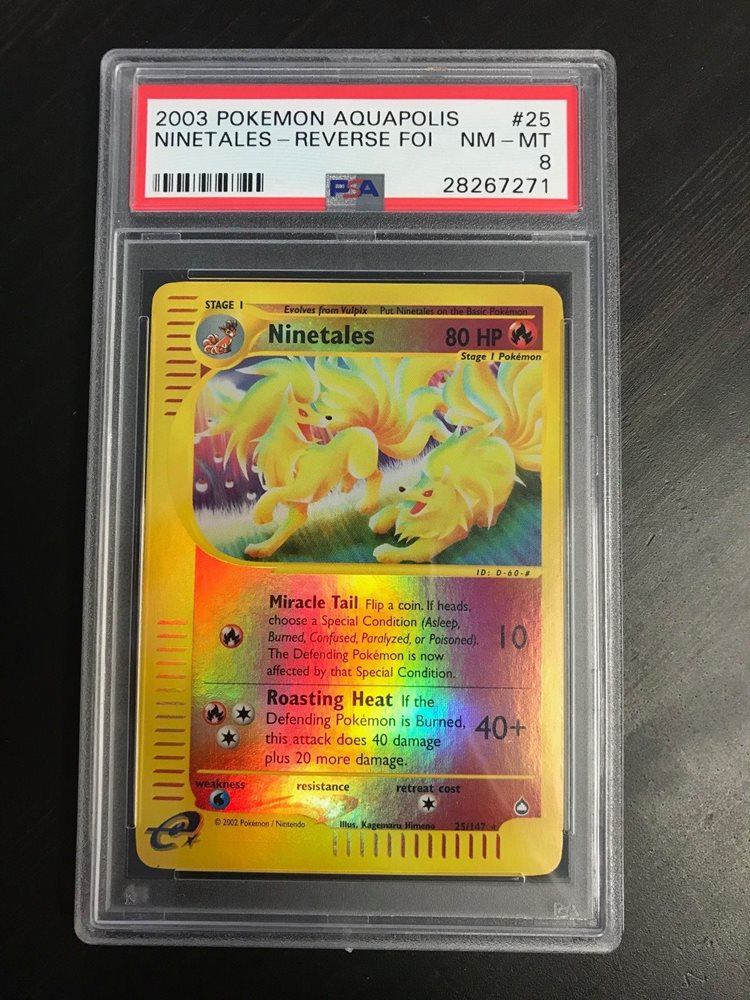 2003 POKEMON AQUAPOLIS #25
NINETALES - REVERSE FOI NM - MT
8
PSA 28267271
STAGE 1 Evolves from Vulpix Put Ninetales on the Basic Pokémon
Ninetales 80 HP
Stage 1 Pokémon
ID: D-60-#
Miracle Tail Flip a coin. If heads,
choose a Special Condition (Asleep,
Burned, Confused, Paralyzed, or Poisoned). 10
The Defending Pokémon is now
affected by that Special Condition.
Roasting Heat If the
Defending Pokémon is Burned, 40+
this attack does 40 damage
plus 20 more damage.
weakness resistance retreat cost
© 2002 Pokémon / Nintendo Illus. Kagemaru Himeno 25/147 ★
e